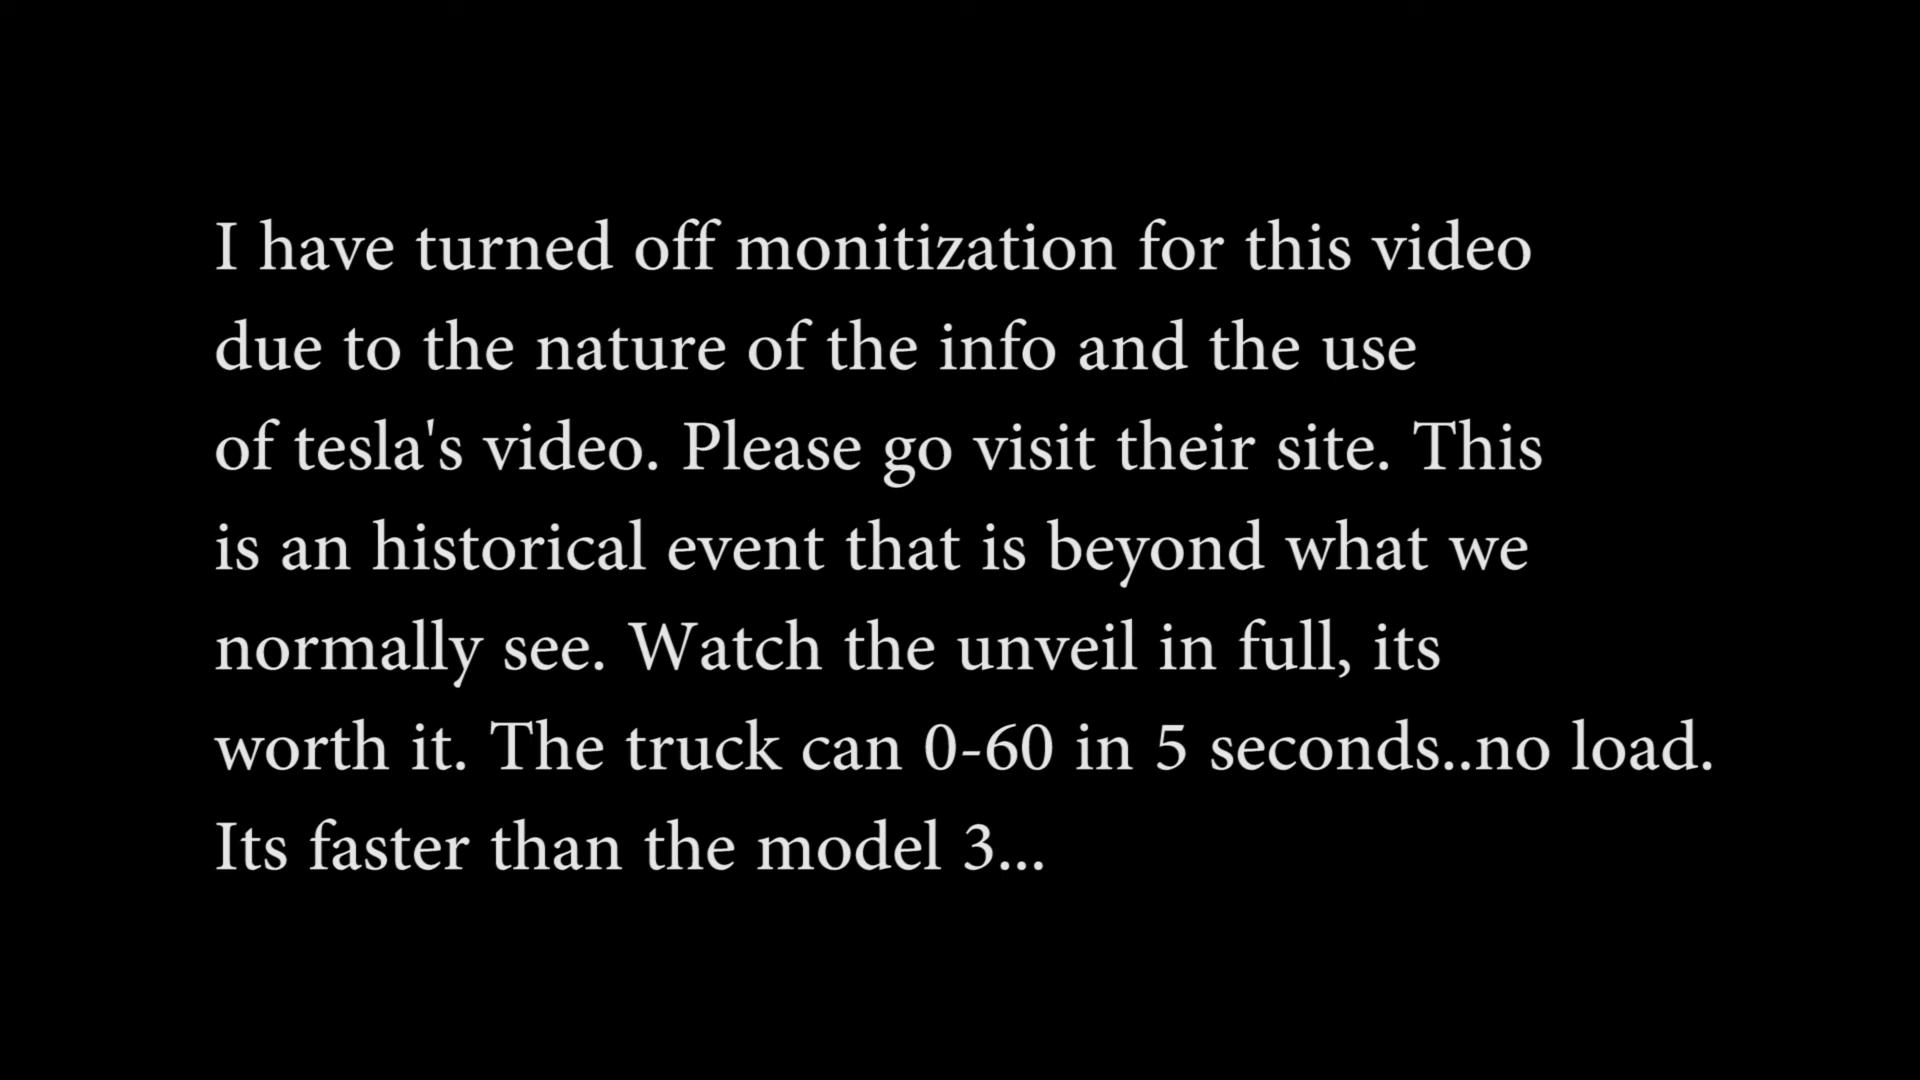 I have turned off monitization for this video
due to the nature of the info and the use
of tesla's video. Please go visit their site. This
is an historical event that is beyond what we
normally see. Watch the unveil in full, its
worth it. The truck can 0-60 in 5 seconds..no load.
Its faster than the model 3...